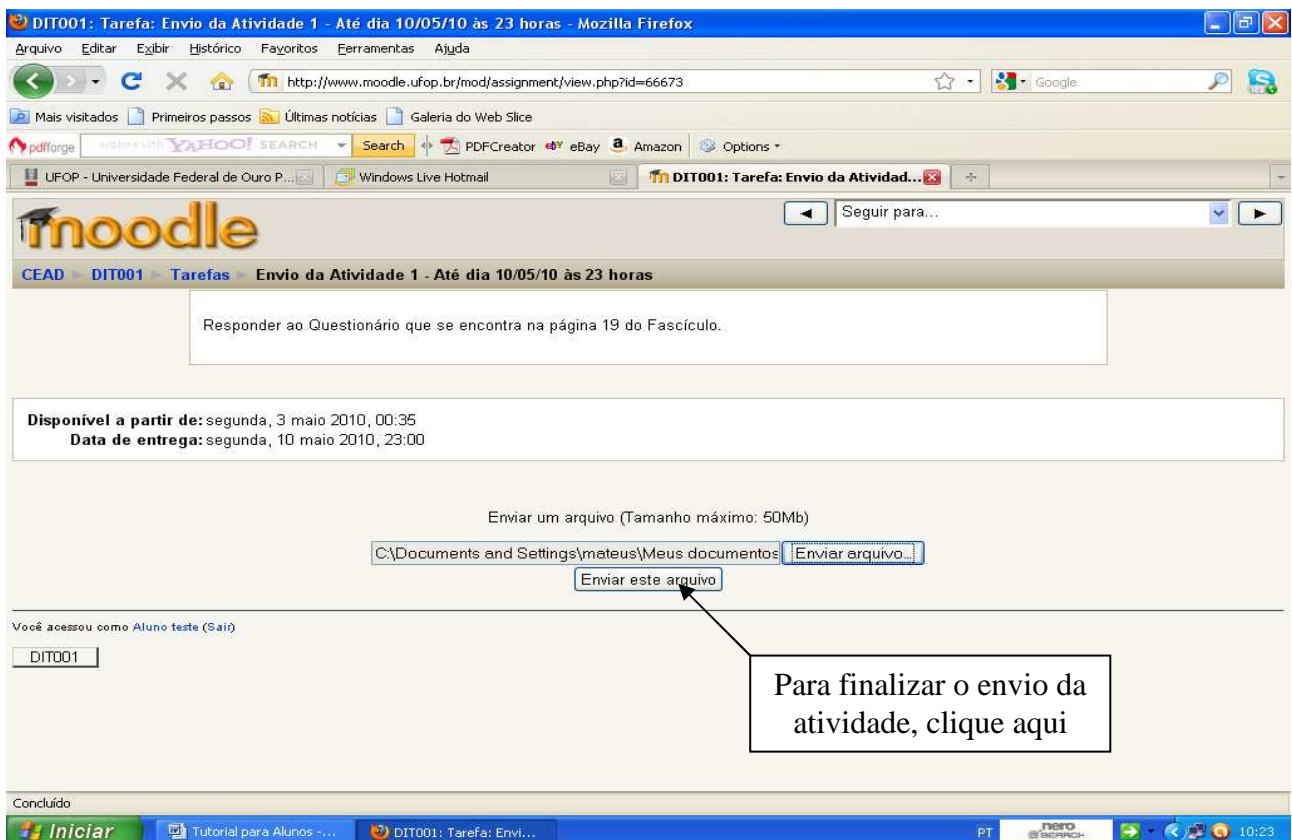 DIT001: Tarefa: Envio da Atividade 1 - Até dia 10/05/10 às 23 horas - Mozilla Firefox
Arquivo Editar Exibir Histórico Favoritos Ferramentas Ajuda
http://www.moodle.ufop.br/mod/assignment/view.php?id=66673 Google
Mais visitados Primeiros passos Últimas notícias Galeria do Web Slice
pdfforge explore with YAHOO! SEARCH Search PDFCreator eBay Amazon Options
UFOP - Universidade Federal de Ouro P... Windows Live Hotmail DIT001: Tarefa: Envio da Atividad...
moodle Seguir para...
CEAD DIT001 Tarefas Envio da Atividade 1 - Até dia 10/05/10 às 23 horas
Responder ao Questionário que se encontra na página 19 do Fascículo.
Disponível a partir de: segunda, 3 maio 2010, 00:35
Data de entrega: segunda, 10 maio 2010, 23:00
Enviar um arquivo (Tamanho máximo: 50Mb)
C:\Documents and Settings\mateus\Meus documentos Enviar arquivo...
Enviar este arquivo
Você acessou como Aluno teste (Sair)
DIT001
Para finalizar o envio da
atividade, clique aqui
Concluído
Iniciar Tutorial para Alunos -... DIT001: Tarefa: Envi... PT nero SEARCH 10:23